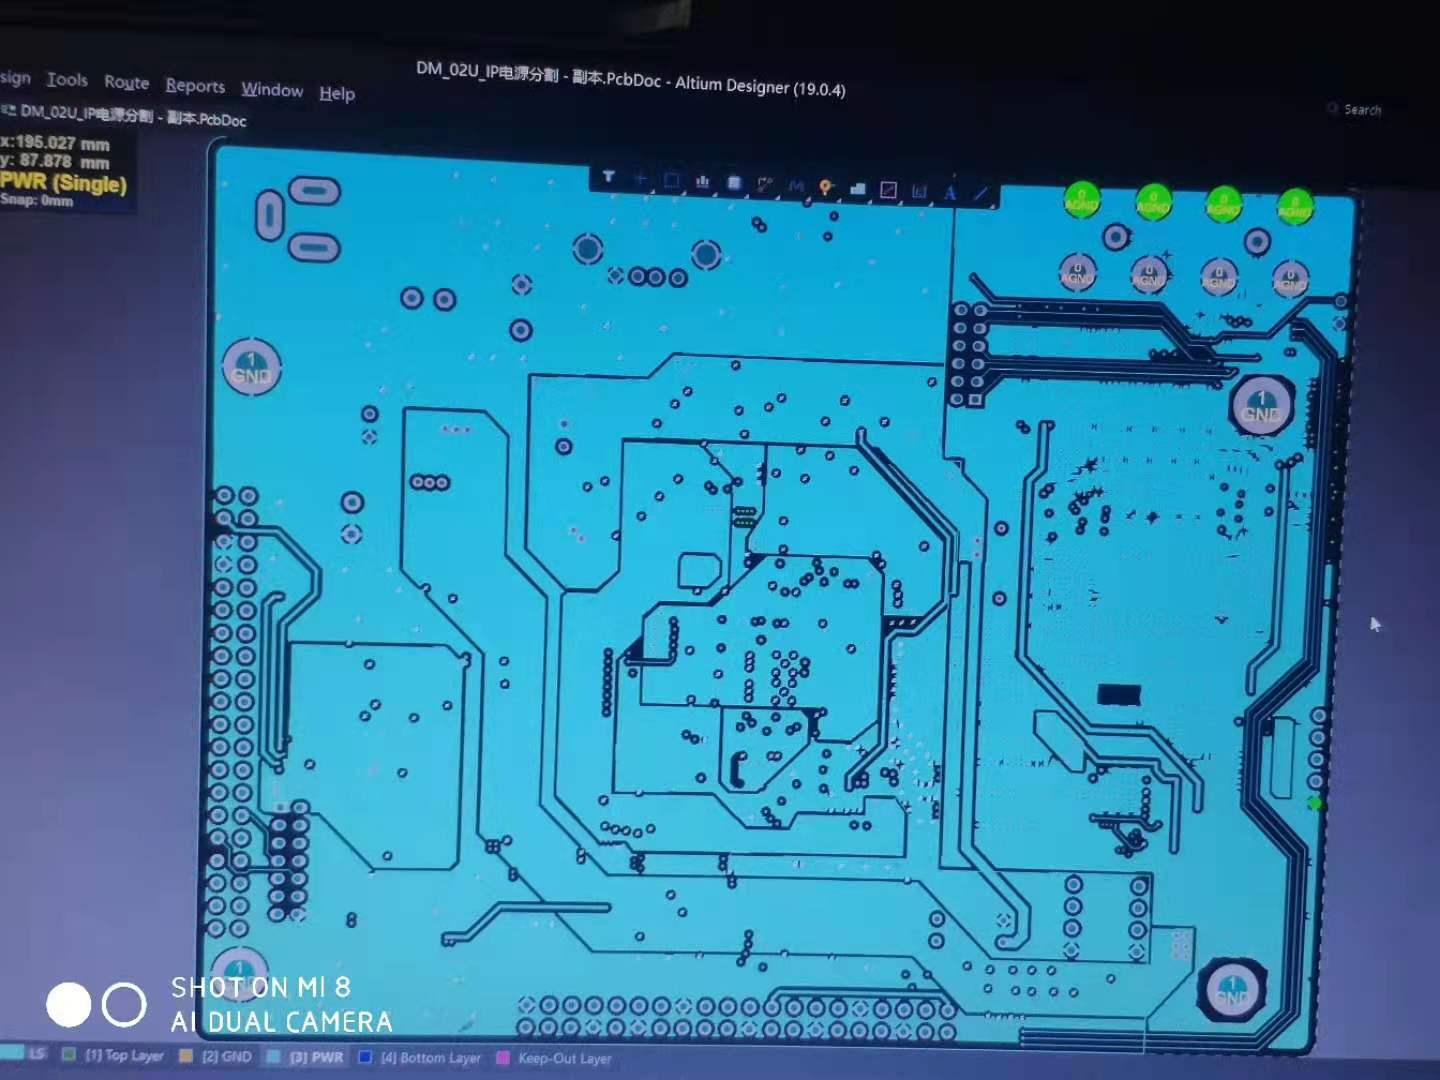 DM_02U_IP电源分割 - 副本.PcbDoc - Altium Designer (19.0.4)
sign Tools Route Reports Window Help
Search
DM_02U_IP电源分割 - 副本.PcbDoc
x:195.027 mm
y: 87.878 mm
PWR (Single)
Snap: 0mm
0 0 0 0
AGND AGND AGND AGND
0 0 0 0
AGND AGND AGND AGND
1
GND
1
GND
1
GND
1
GND
SHOT ON MI 8
AI DUAL CAMERA
LS [1] Top Layer [2] GND [3] PWR [4] Bottom Layer Keep-Out Layer